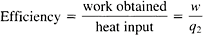 Efficiency = work obtained / heat input = w / q₂